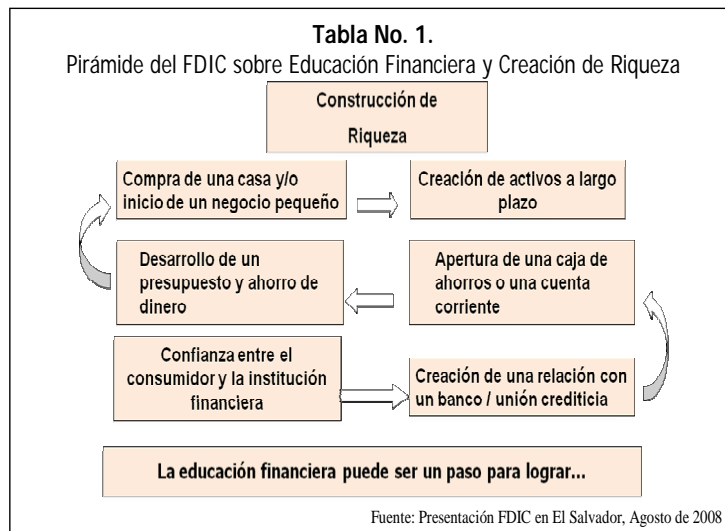 Tabla No. 1.
Pirámide del FDIC sobre Educación Financiera y Creación de Riqueza
Construcción de
Riqueza
Compra de una casa y/o
inicio de un negocio pequeño
Creación de activos a largo
plazo
Desarrollo de un
presupuesto y ahorro de
dinero
Apertura de una caja de
ahorros o una cuenta
corriente
Confianza entre el
consumidor y la institución
financiera
Creación de una relación con
un banco / unión crediticia
La educación financiera puede ser un paso para lograr...
Fuente: Presentación FDIC en El Salvador, Agosto de 2008